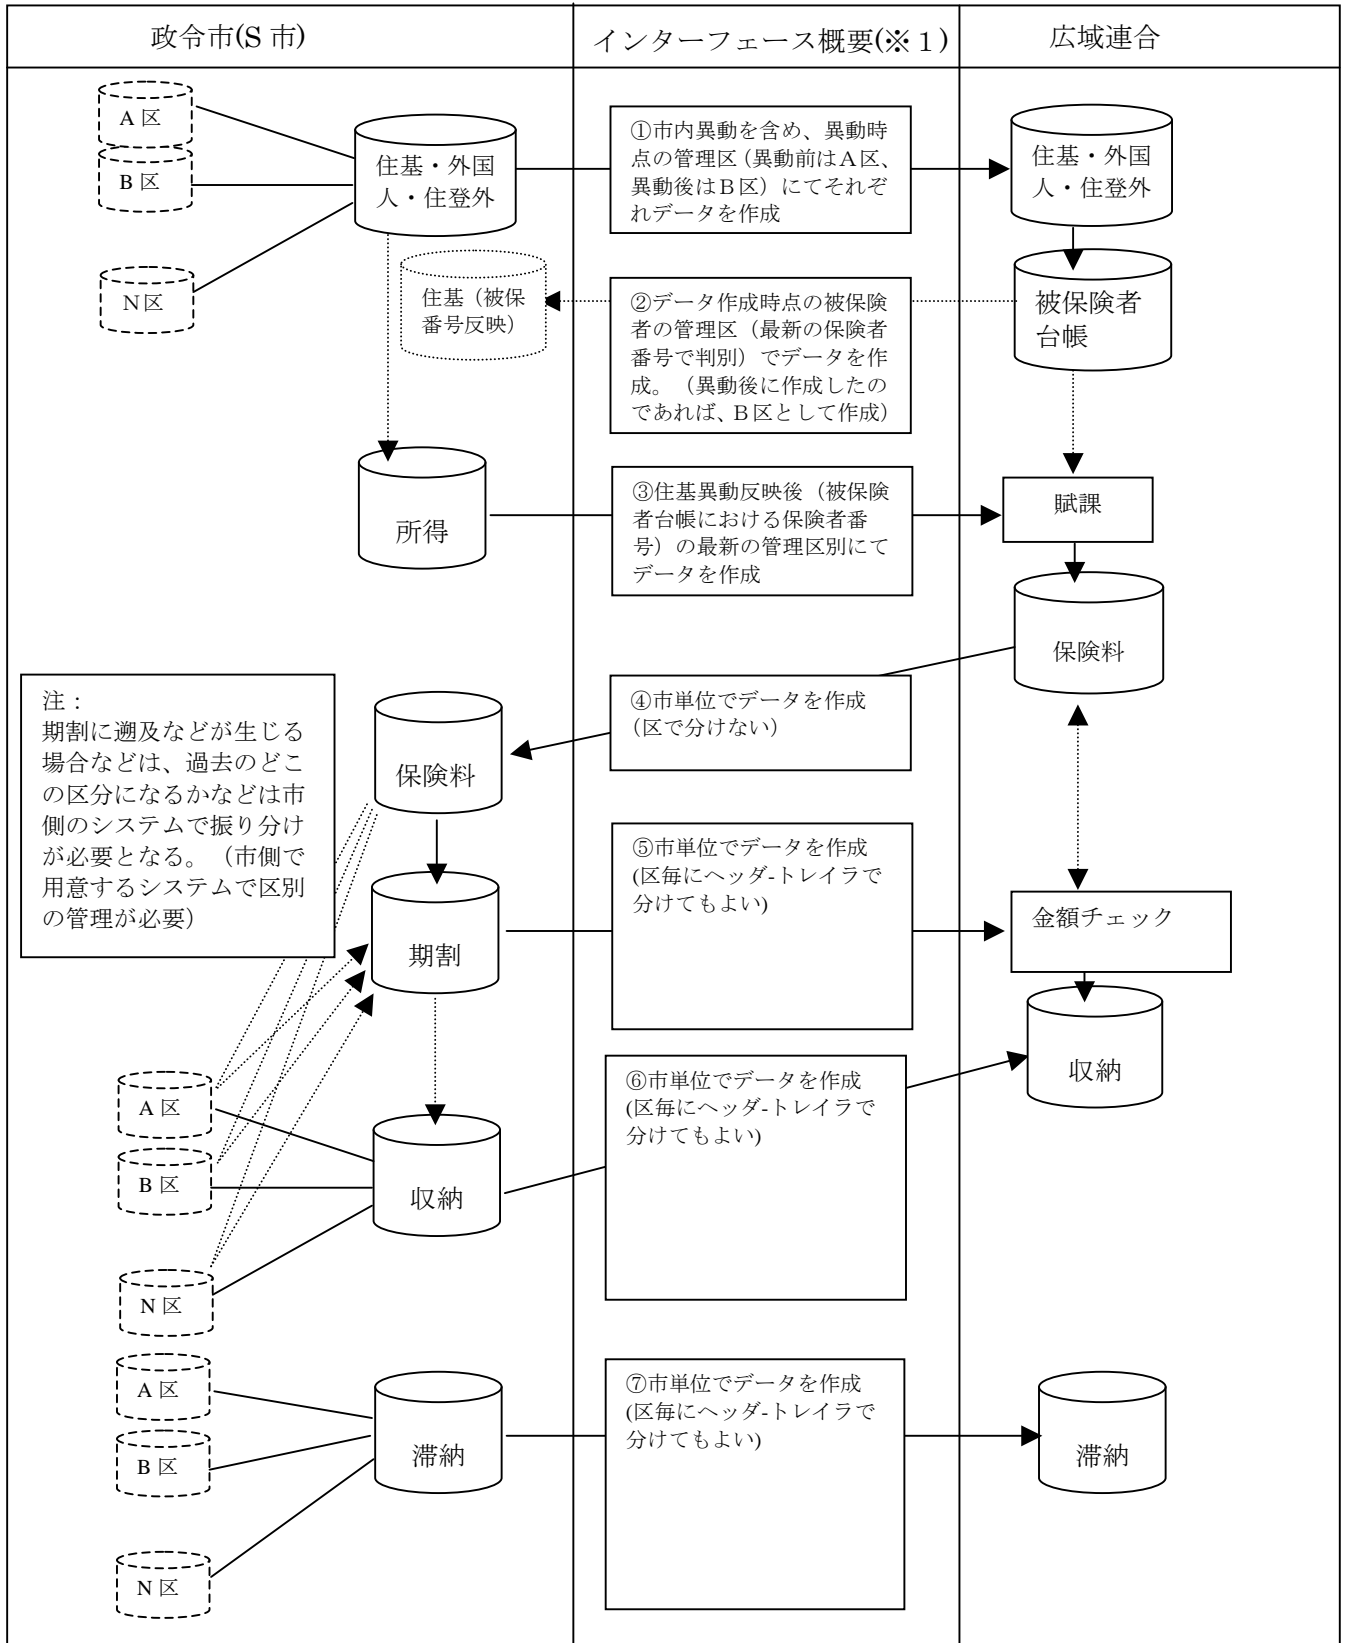 政令市(S 市)
インターフェース概要(※１)
広域連合
A 区
B 区
N区
住基・外国
人・住登外
①市内異動を含め、異動時
点の管理区（異動前はＡ区、
異動後はＢ区）にてそれぞ
れデータを作成
住基・外国
人・住登外
住基（被保
番号反映）
②データ作成時点の被保険
者の管理区（最新の保険者
番号で判別）でデータを作
成。（異動後に作成したの
であれば、Ｂ区として作成）
被保険者
台帳
所得
③住基異動反映後（被保険
者台帳における保険者番
号）の最新の管理区別にて
データを作成
賦課
保険料
④市単位でデータを作成
（区で分けない）
注：
期割に遡及などが生じる
場合などは、過去のどこ
の区分になるかなどは市
側のシステムで振り分け
が必要となる。（市側で
用意するシステムで区別
の管理が必要）
保険料
⑤市単位でデータを作成
(区毎にヘッダ-トレイラで
分けてもよい)
期割
金額チェック
収納
⑥市単位でデータを作成
(区毎にヘッダ-トレイラで
分けてもよい)
A 区
B 区
N 区
収納
A 区
B 区
N 区
滞納
⑦市単位でデータを作成
(区毎にヘッダ-トレイラで
分けてもよい)
滞納